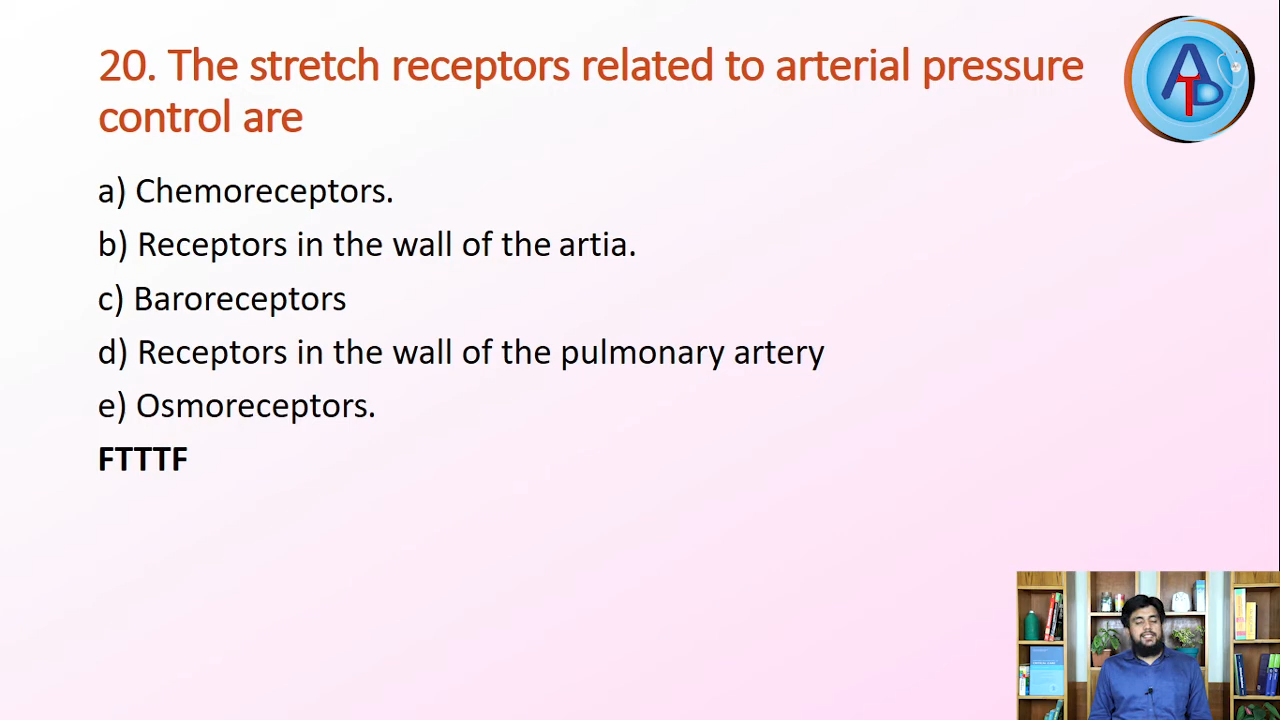 20. The stretch receptors related to arterial pressure
control are
a) Chemoreceptors.
b) Receptors in the wall of the artia.
c) Baroreceptors
d) Receptors in the wall of the pulmonary artery
e) Osmoreceptors.
FTTTF
ATD